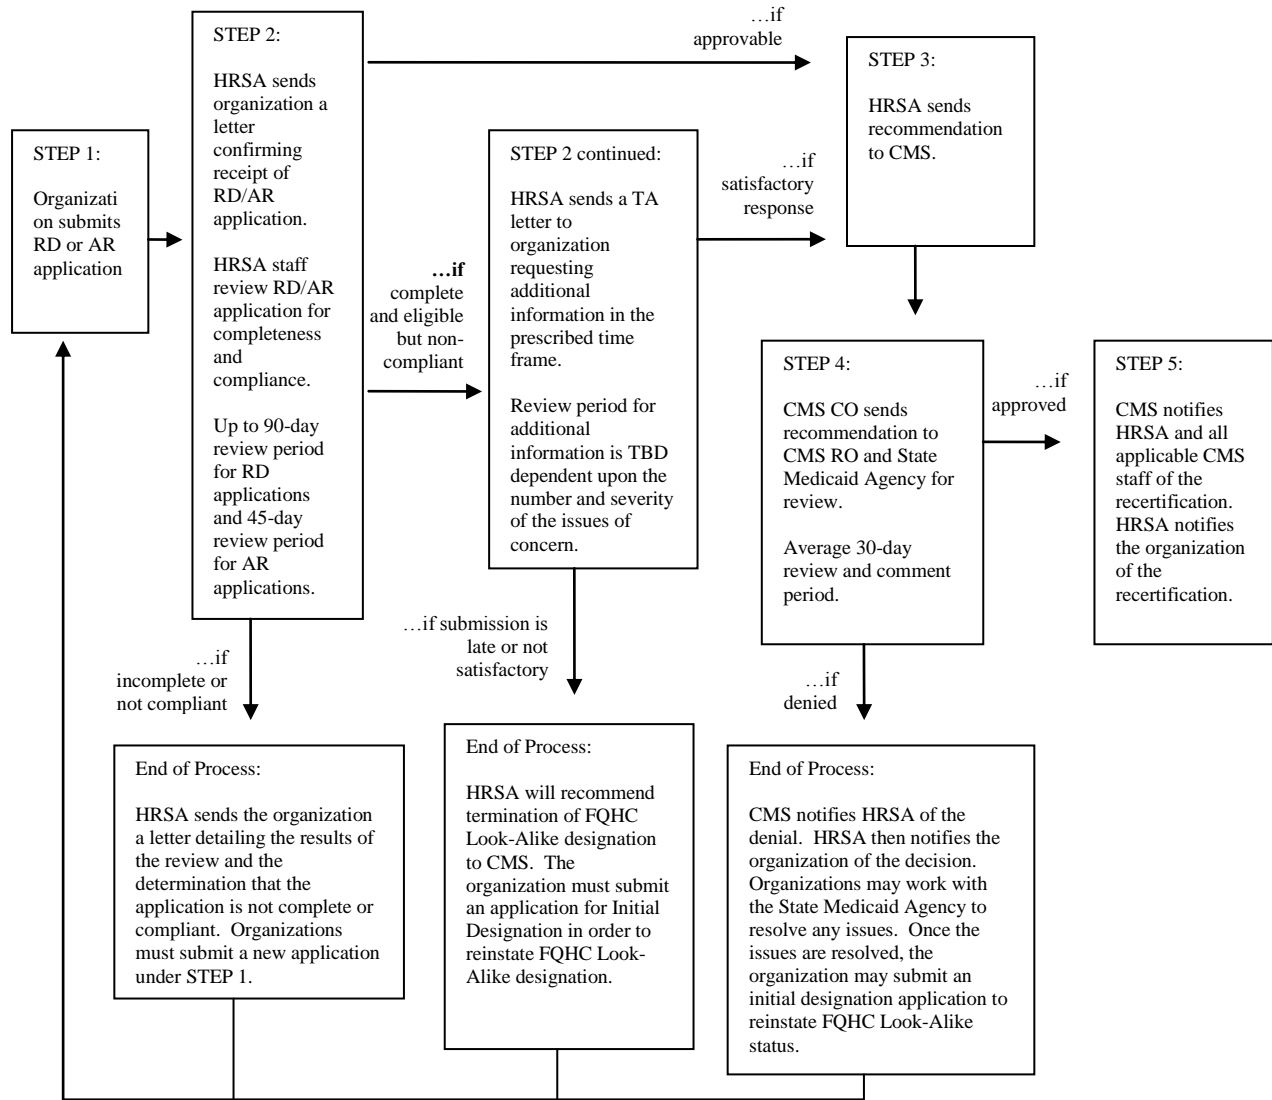 STEP 1:
Organizati
on submits
RD or AR
application
STEP 2:
HRSA sends
organization a
letter
confirming
receipt of
RD/AR
application.
HRSA staff
review RD/AR
application for
completeness
and
compliance.
Up to 90-day
review period
for RD
applications
and 45-day
review period
for AR
applications.
…if
approvable
…if
complete
and eligible
but non-
compliant
…if
incomplete or
not compliant
STEP 2 continued:
HRSA sends a TA
letter to
organization
requesting
additional
information in the
prescribed time
frame.
Review period for
additional
information is TBD
dependent upon the
number and severity
of the issues of
concern.
…if
satisfactory
response
…if submission is
late or not
satisfactory
STEP 3:
HRSA sends
recommendation
to CMS.
STEP 4:
CMS CO sends
recommendation to
CMS RO and State
Medicaid Agency for
review.
Average 30-day
review and comment
period.
…if
approved
…if
denied
STEP 5:
CMS notifies
HRSA and all
applicable CMS
staff of the
recertification.
HRSA notifies
the organization
of the
recertification.
End of Process:
HRSA sends the organization
a letter detailing the results of
the review and the
determination that the
application is not complete or
compliant.  Organizations
must submit a new application
under STEP 1.
End of Process:
HRSA will recommend
termination of FQHC
Look-Alike designation
to CMS.  The
organization must submit
an application for Initial
Designation in order to
reinstate FQHC Look-
Alike designation.
End of Process:
CMS notifies HRSA of the
denial.  HRSA then notifies the
organization of the decision.
Organizations may work with
the State Medicaid Agency to
resolve any issues.  Once the
issues are resolved, the
organization may submit an
initial designation application to
reinstate FQHC Look-Alike
status.